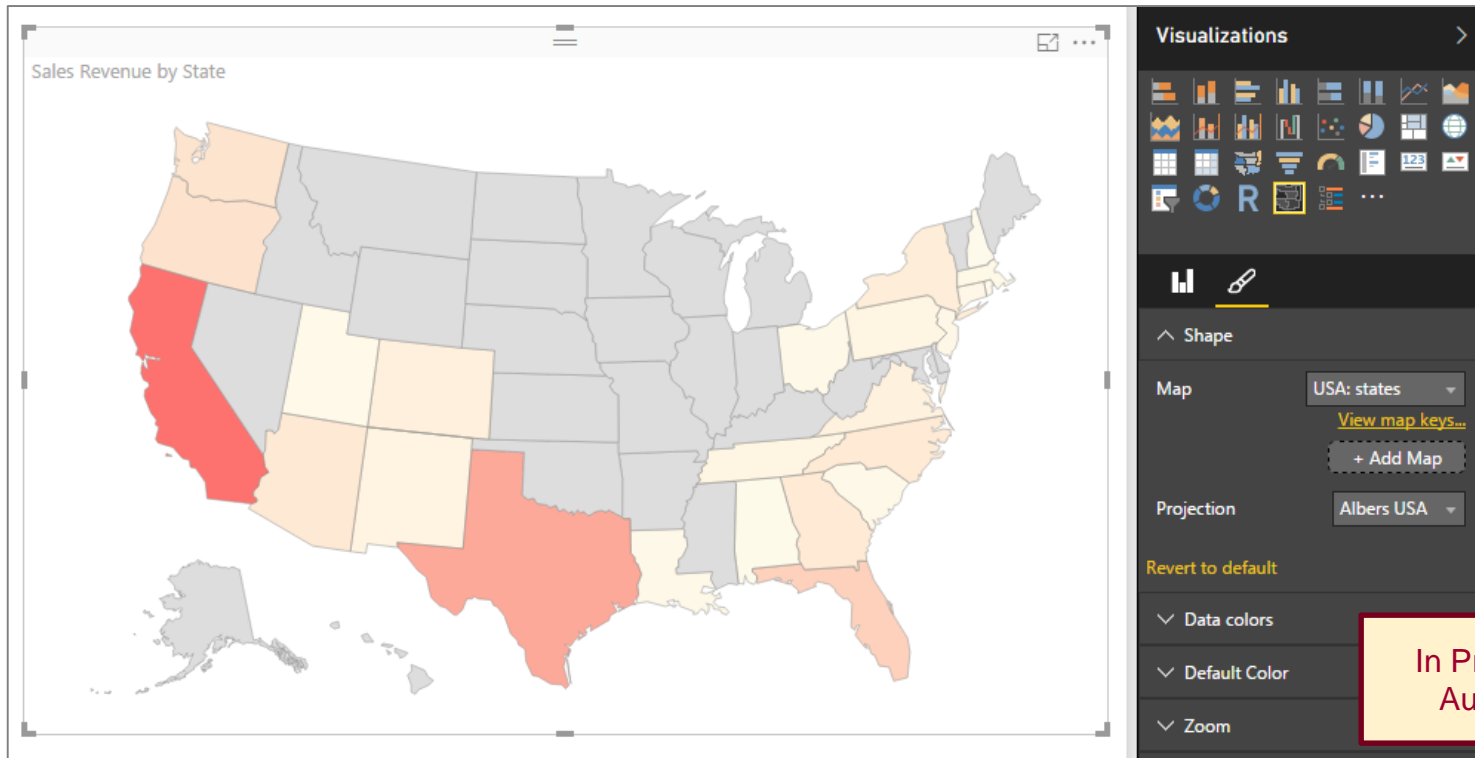 Sales Revenue by State
Visualizations
123
R
Shape
Map
USA: states
View map keys...
+ Add Map
Projection
Albers USA
Revert to default
Data colors
Default Color
Zoom
In